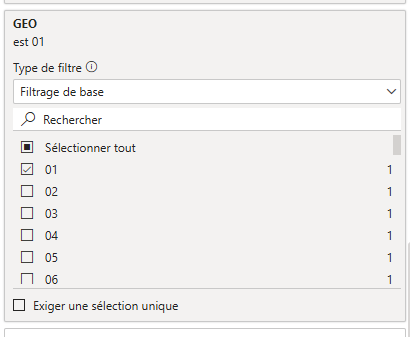 GEO
est 01
Type de filtre
Filtrage de base
Rechercher
Sélectionner tout
01 1
02 1
03 1
04 1
05 1
06 1
Exiger une sélection unique